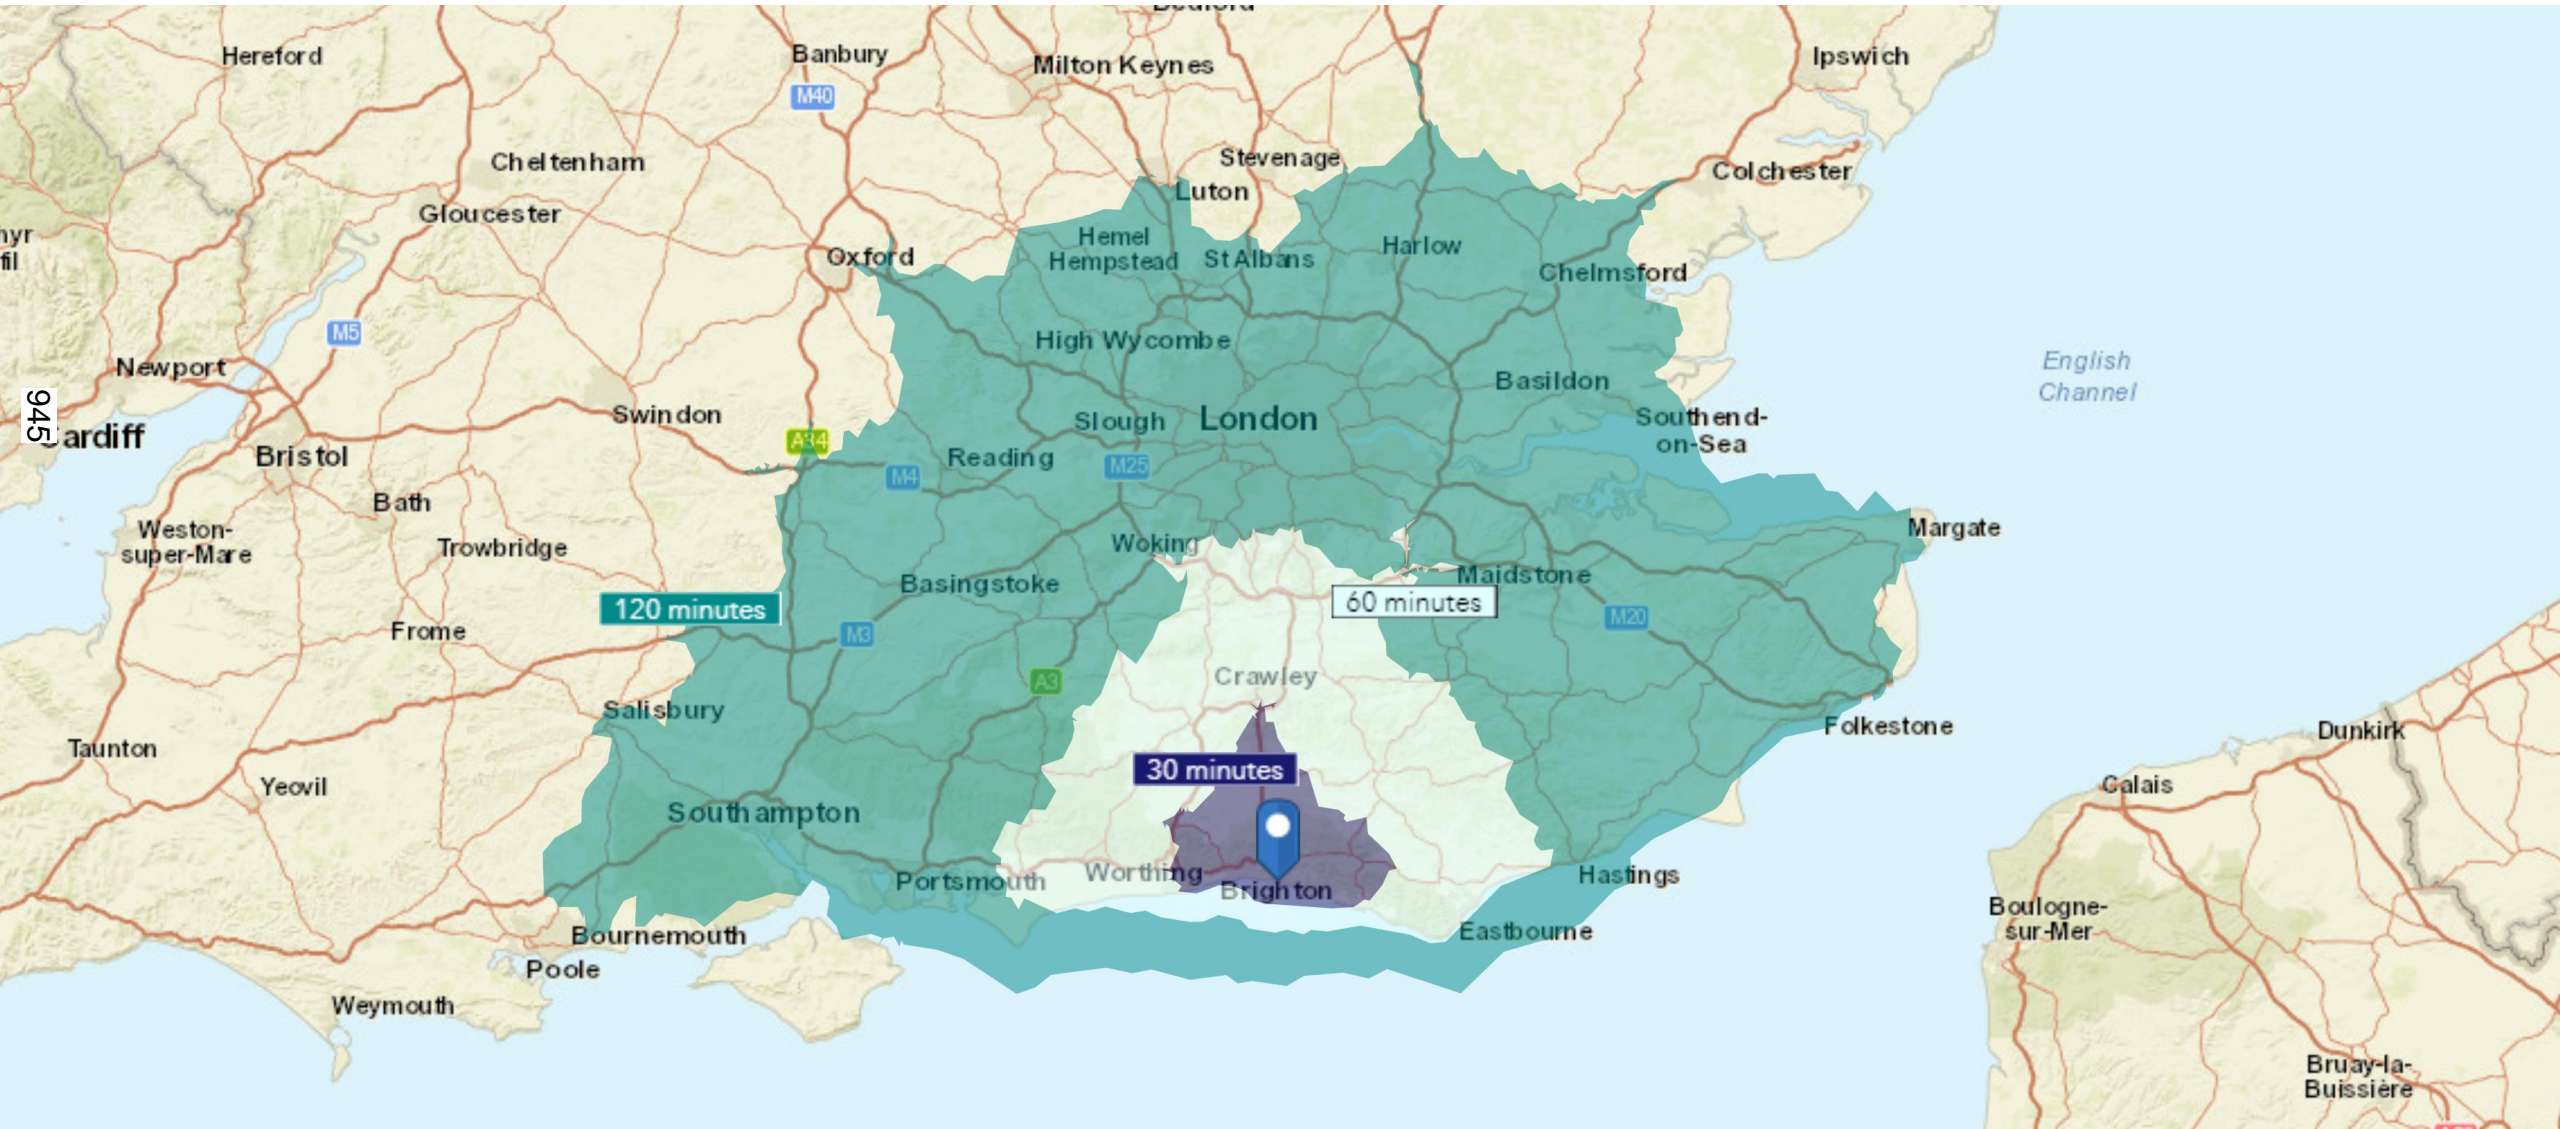 Hereford
Banbury
Milton Keynes
Ipswich
M40
Cheltenham
Stevenage
Colchester
Luton
Gloucester
Oxford
Hemel
Hempstead
St Albans
Harlow
Chelmsford
hyr
fil
M5
High Wycombe
English
Channel
Newport
Basildon
945
ardiff
Swindon
Slough
London
Southend-
on-Sea
A34
Bristol
Reading
M4
M25
Bath
Weston-
super-Mare
Trowbridge
Woking
Margate
Basingstoke
Maidstone
120 minutes
60 minutes
M20
Frome
M3
Crawley
A3
Salisbury
Taunton
Folkestone
Dunkirk
Yeovil
30 minutes
Calais
Southampton
Portsmouth
Worthing
Brighton
Hastings
Eastbourne
Boulogne-
sur-Mer
Bournemouth
Poole
Weymouth
Bruay-la-
Buissière